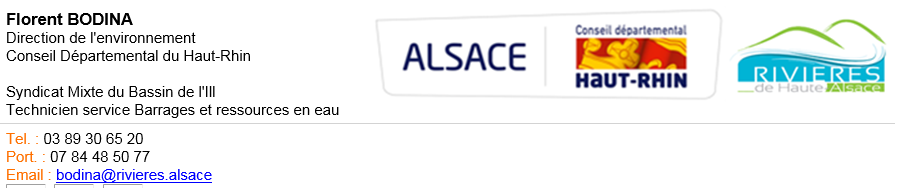 Florent BODINA
Direction de l'environnement
Conseil Départemental du Haut-Rhin
Syndicat Mixte du Bassin de l'Ill
Technicien service Barrages et ressources en eau
Tel. : 03 89 30 65 20
Port. : 07 84 48 50 77
Email : bodina@rivieres.alsace
ALSACE
Conseil départemental
HAUT-RHIN
RIVIERES
de Haute Alsace